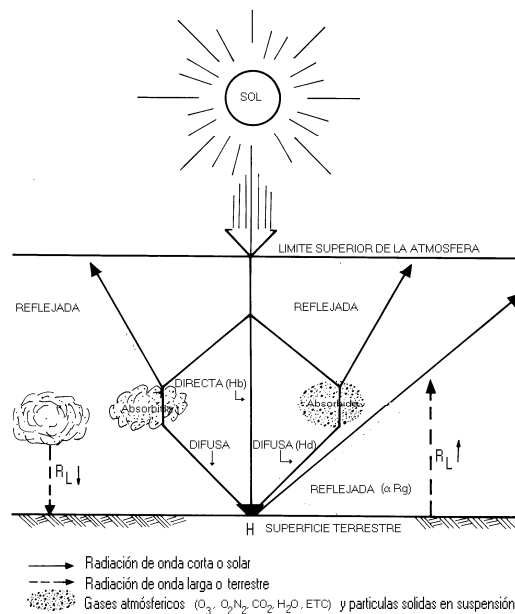 SOL
LIMITE SUPERIOR DE LA ATMOSFERA
REFLEJADA
REFLEJADA
DIRECTA (Hb)
Absorbida
Absorbida
DIFUSA
DIFUSA (Hd)
R_L ↓
R_L ↑
REFLEJADA (α Rg)
H
SUPERFICIE TERRESTRE
Radiación de onda corta o solar
Radiación de onda larga o terrestre
Gases atmósfericos (O3, O2N2, CO2, H2O, ETC) y particulas solidas en suspensión